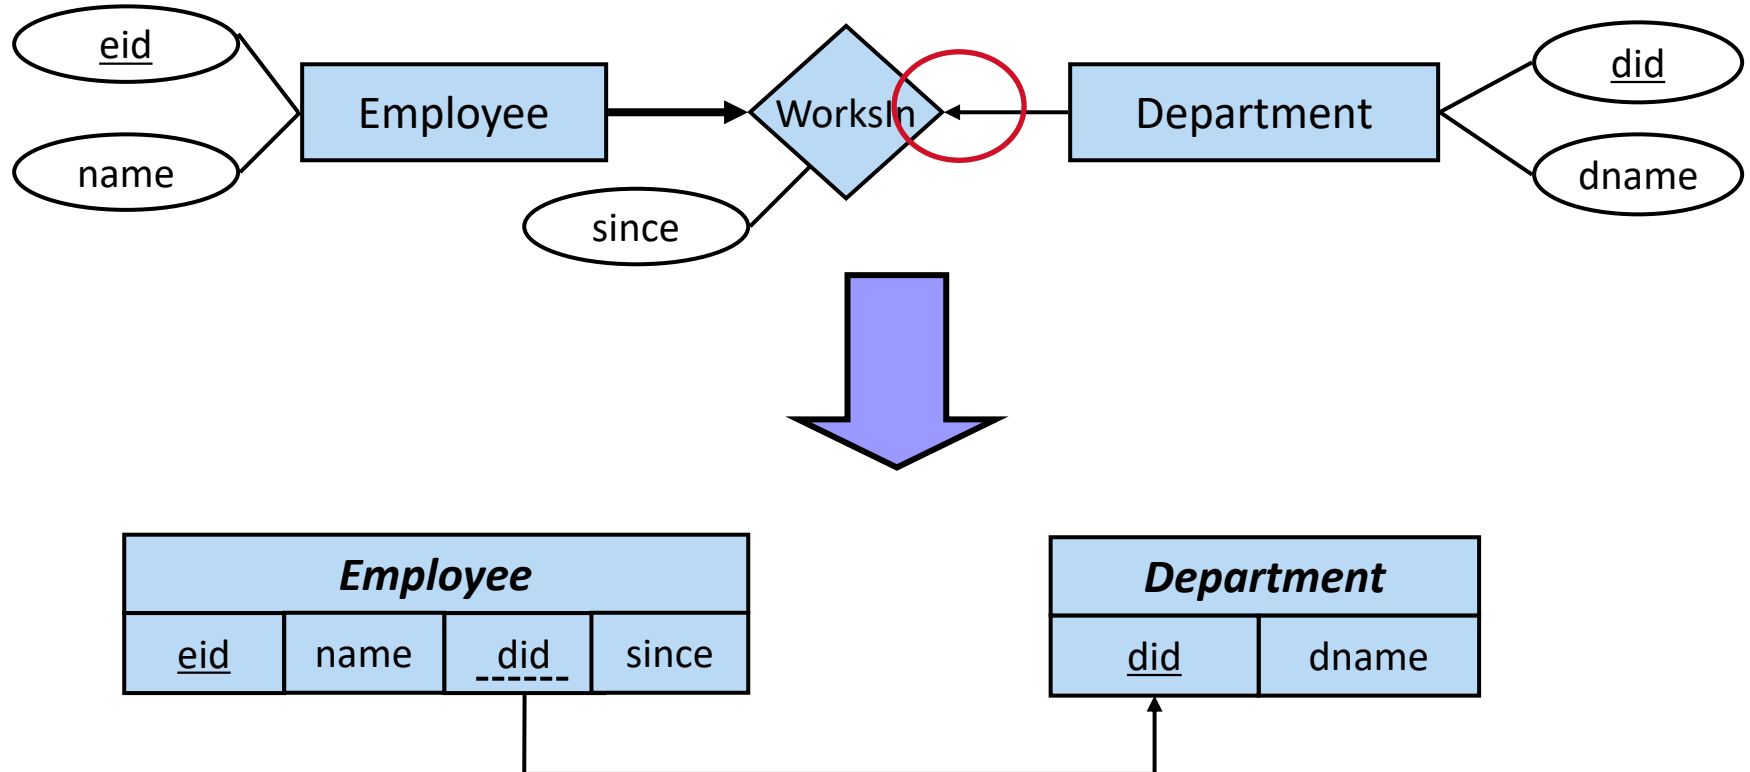 eid
name
Employee
WorksIn
since
Department
did
dname
Employee
eid name did since
Department
did dname